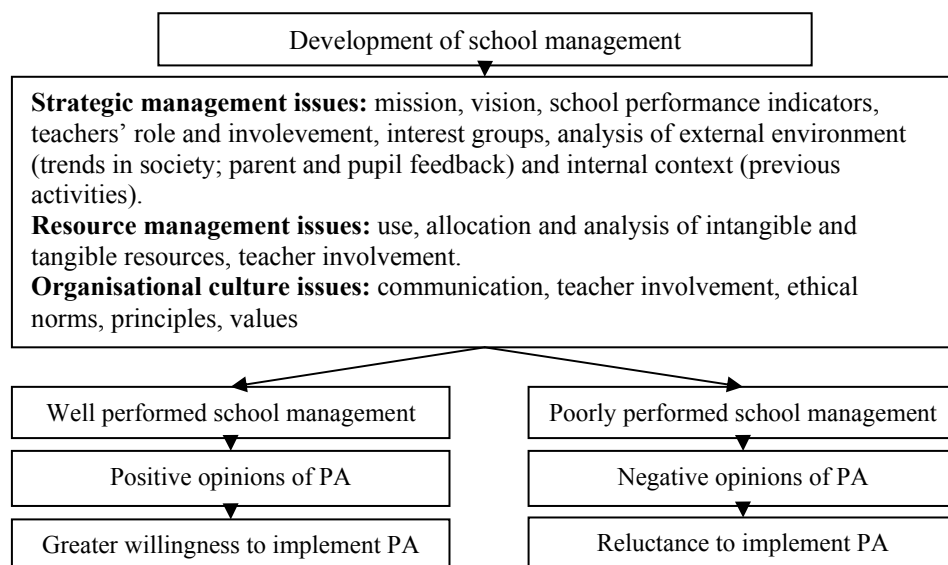 Development of school management
Strategic management issues: mission, vision, school performance indicators,
teachers’ role and involevement, interest groups, analysis of external environment
(trends in society; parent and pupil feedback) and internal context (previous
activities).
Resource management issues: use, allocation and analysis of intangible and
tangible resources, teacher involvement.
Organisational culture issues: communication, teacher involvement, ethical
norms, principles, values
Well performed school management
Positive opinions of PA
Greater willingness to implement PA
Poorly performed school management
Negative opinions of PA
Reluctance to implement PA